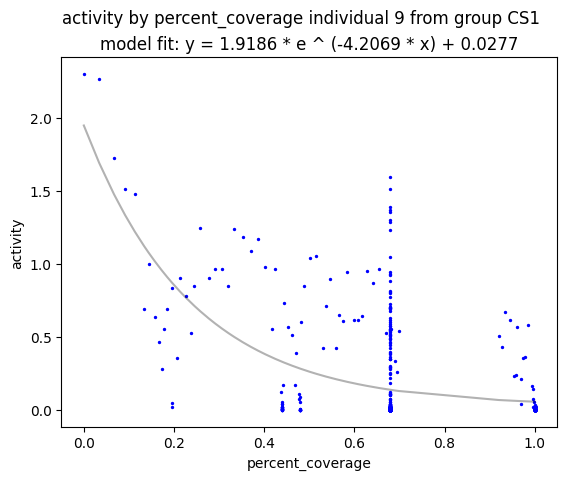 activity by percent_coverage individual 9 from group CS1
model fit: y = 1.9186 * e ^ (-4.2069 * x) + 0.0277
activity
2.0
1.5
1.0
0.5
0.0
0.0 0.2 0.4 0.6 0.8 1.0
percent_coverage